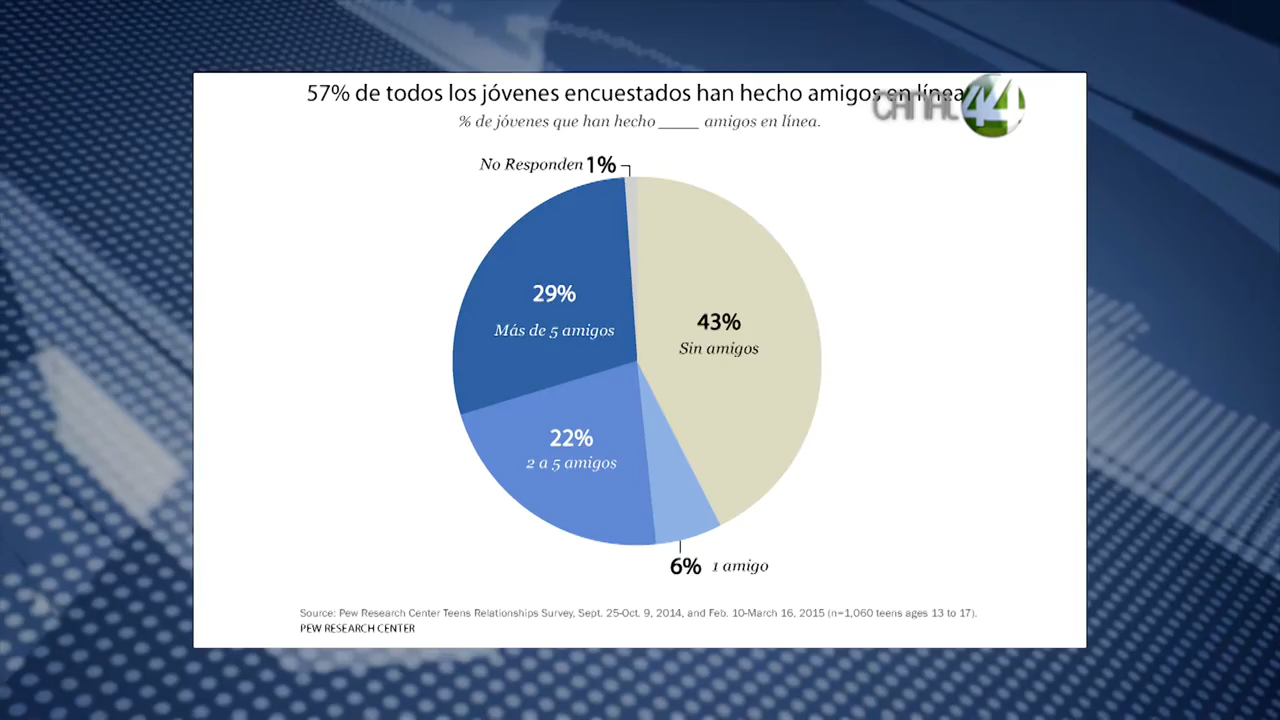 57% de todos los jóvenes encuestados han hecho amigos en línea
% de jóvenes que han hecho ____ amigos en línea.
CANAL 44
No Responden 1%
29%
Más de 5 amigos
43%
Sin amigos
22%
2 a 5 amigos
6% 1 amigo
Source: Pew Research Center Teens Relationships Survey, Sept. 25-Oct. 9, 2014, and Feb. 10-March 16, 2015 (n=1,060 teens ages 13 to 17).
PEW RESEARCH CENTER